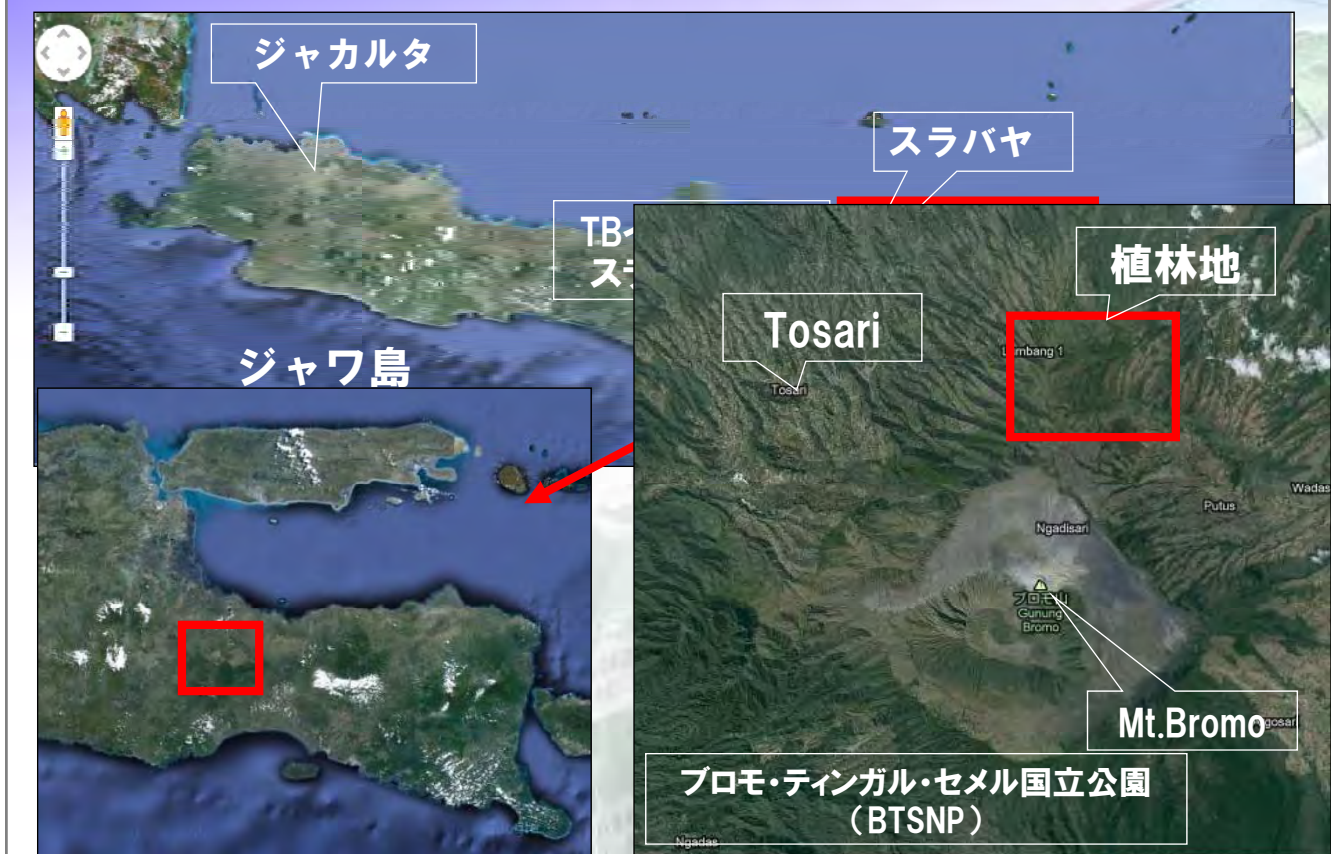 ジャカルタ
スラバヤ
TB
ス
ジャワ島
植林地
Tosari
Lumbang 1
Tosari
Wadas
Putus
Ngadisari
ブロモ山
Gunung
Bromo
Mt.Bromo
gosari
ブロモ・ティンガル・セメル国立公園
（BTSNP）
Ngadas